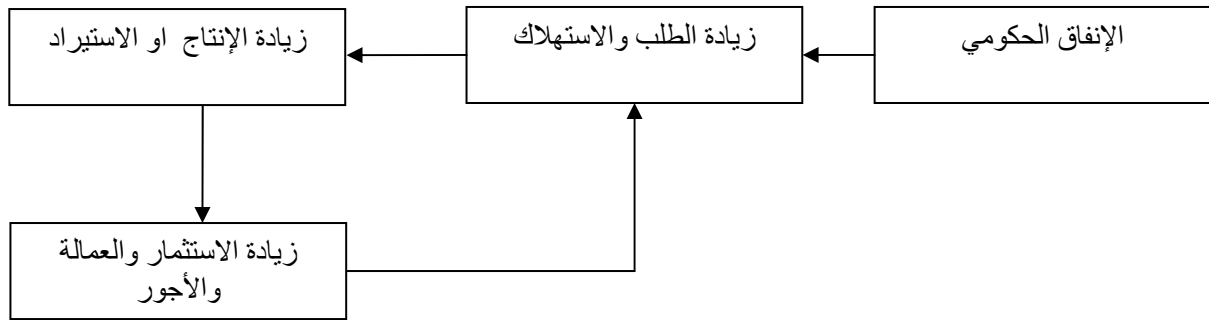 الإنفاق الحكومي
زيادة الطلب والاستهلاك
زيادة الإنتاج او الاستيراد
زيادة الاستثمار والعمالة
والأجور